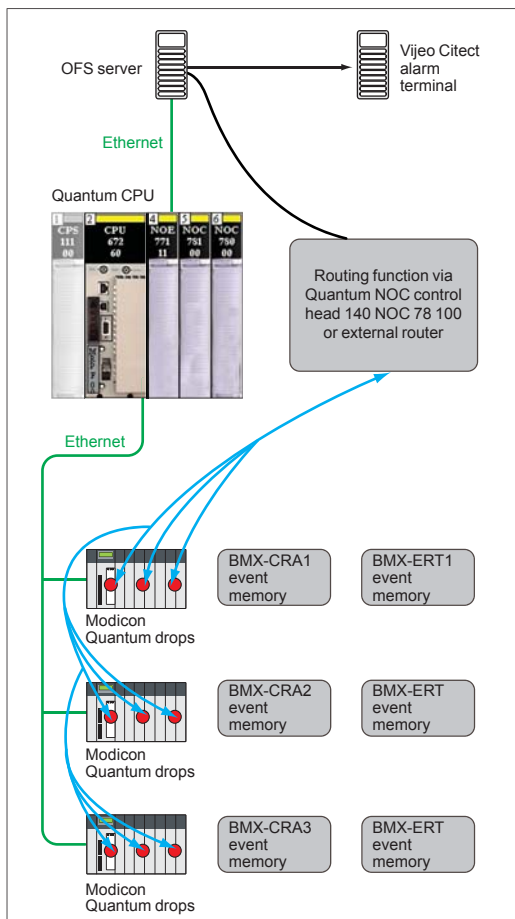 OFS server
Vijeo Citect
alarm
terminal
Ethernet
Quantum CPU
1 2 4 5 6
CPS CPU NOE NOC NOC
111 672 771 781 780
00 60 11 00 00
Routing function via
Quantum NOC control
head 140 NOC 78 100
or external router
Ethernet
BMX-CRA1
event
memory
BMX-ERT1
event
memory
Modicon
Quantum drops
BMX-CRA2
event
memory
BMX-ERT
event
memory
Modicon
Quantum drops
BMX-CRA3
event
memory
BMX-ERT
event
memory
Modicon
Quantum drops